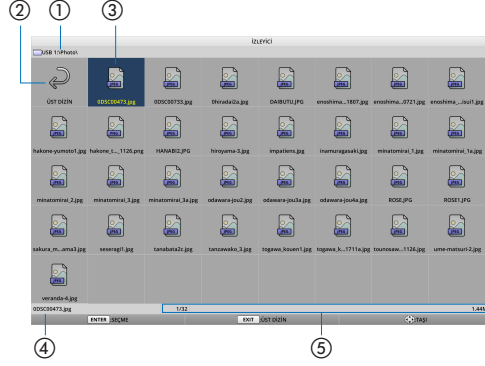 ② ① ③
İZLEYİCİ
USB 1:\Photo\
ÜST DİZİN 0DSC00473.jpg 0DSC00733.jpg 0hiradai2a.jpg DAIBUTU.JPG enoshima...1807.jpg enoshima...0721.jpg enoshima_...isui1.jpg
hakone-yumoto1.jpg hakone_t..._1126.png HANABI2.JPG hiroyama-3.jpg impatiens.jpg inamuragasaki.jpg minatomirai_1.jpg minatomirai_1a.jpg
minatomirai_2.jpg minatomirai_3.jpg minatomirai_3a.jpg odawara-jou2.jpg odawara-jou3a.jpg odawara-jou4a.jpg ROSE.JPG ROSE1.JPG
sakura_m...ama3.jpg seseragi1.jpg tanabata2c.jpg tanzawako_3.jpg togawa_kouen1.jpg togawa_k...1711a.jpg tounosaw...1126.jpg ume-matsuri-2.jpg
veranda-4.jpg
0DSC00473.jpg 1/32 1.44M
ENTER :SEÇME EXIT :ÜST DİZİN :TAŞI
④ ⑤